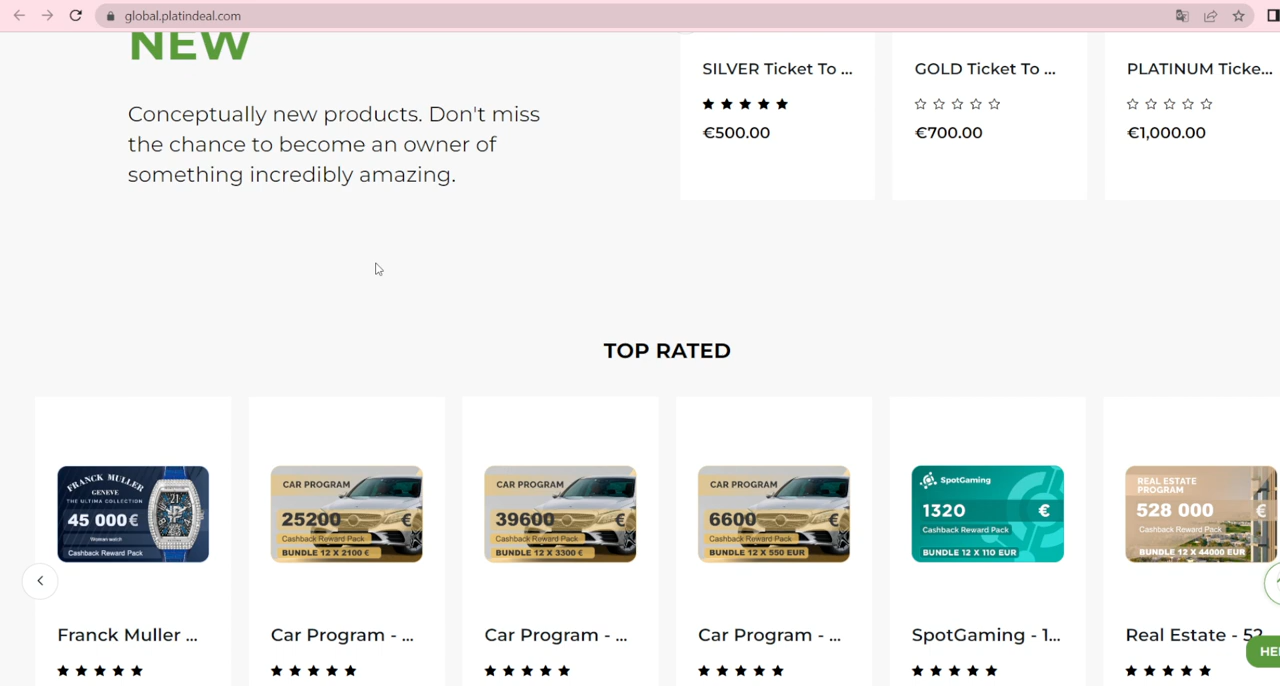 global.platindeal.com
NEW
Conceptually new products. Don't miss
the chance to become an owner of
something incredibly amazing.
SILVER Ticket To ...
€500.00
GOLD Ticket To ...
€700.00
PLATINUM Ticke...
€1,000.00
TOP RATED
FRANCK MULLER
GENEVE
THE ULTIMA COLLECTION
45 000€
Woman watch
Cashback Reward Pack
Franck Muller ...
CAR PROGRAM
25200 €
Cashback Reward Pack
BUNDLE 12 X 2100 €
Car Program - ...
CAR PROGRAM
39600 €
Cashback Reward Pack
BUNDLE 12 X 3300 €
Car Program - ...
CAR PROGRAM
6600 €
Cashback Reward Pack
BUNDLE 12 X 550 EUR
Car Program - ...
SpotGaming
1320 €
Cashback Reward Pack
BUNDLE 12 X 110 EUR
SpotGaming - 1...
REAL ESTATE
PROGRAM
528 000 €
Cashback Reward Pack
BUNDLE 12 X 44000 EUR
Real Estate - 52